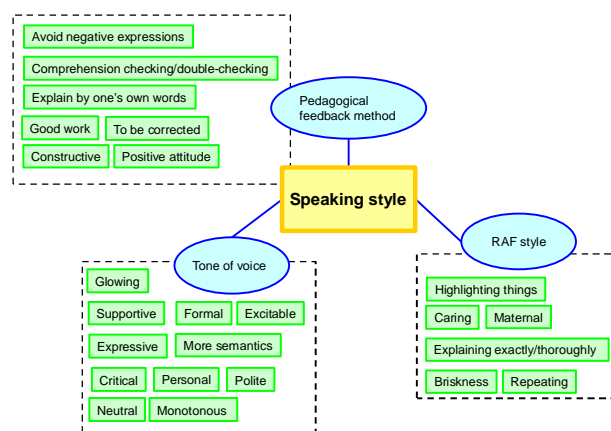 Avoid negative expressions
Comprehension checking/double-checking
Explain by one's own words
Good work
To be corrected
Constructive
Positive attitude
Pedagogical
feedback method
Speaking style
Tone of voice
Glowing
Supportive
Formal
Excitable
Expressive
More semantics
Critical
Personal
Polite
Neutral
Monotonous
RAF style
Highlighting things
Caring
Maternal
Explaining exactly/thoroughly
Briskness
Repeating